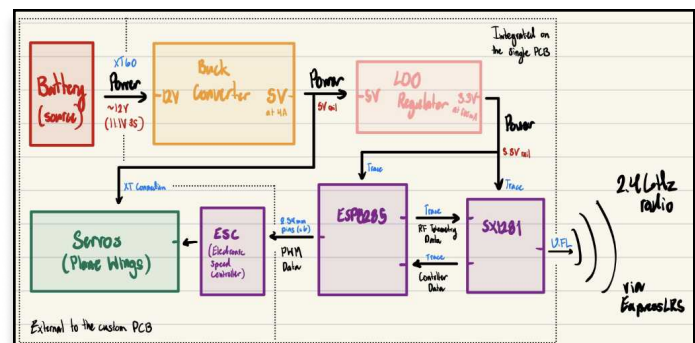 Integrated on
the single PCB
Battery
(source)
XT60
Power
~12V
(11.1V 3S)
Buck
Converter
12V
5V
at 4A
Power
5V rail
LDO
Regulator
5V
3.3V
Power
3.3V rail
XT Connection
Trace
Trace
Servos
(Plane Wings)
ESC
(Electronic
Speed
Controller)
2.54mm
pins (x6)
PWM
Data
ESP8285
Trace
RF Telemetry
Data
Trace
Controller
Data
SX1281
U.FL
2.4GHz
radio
via
ExpressLRS
External to the custom PCB